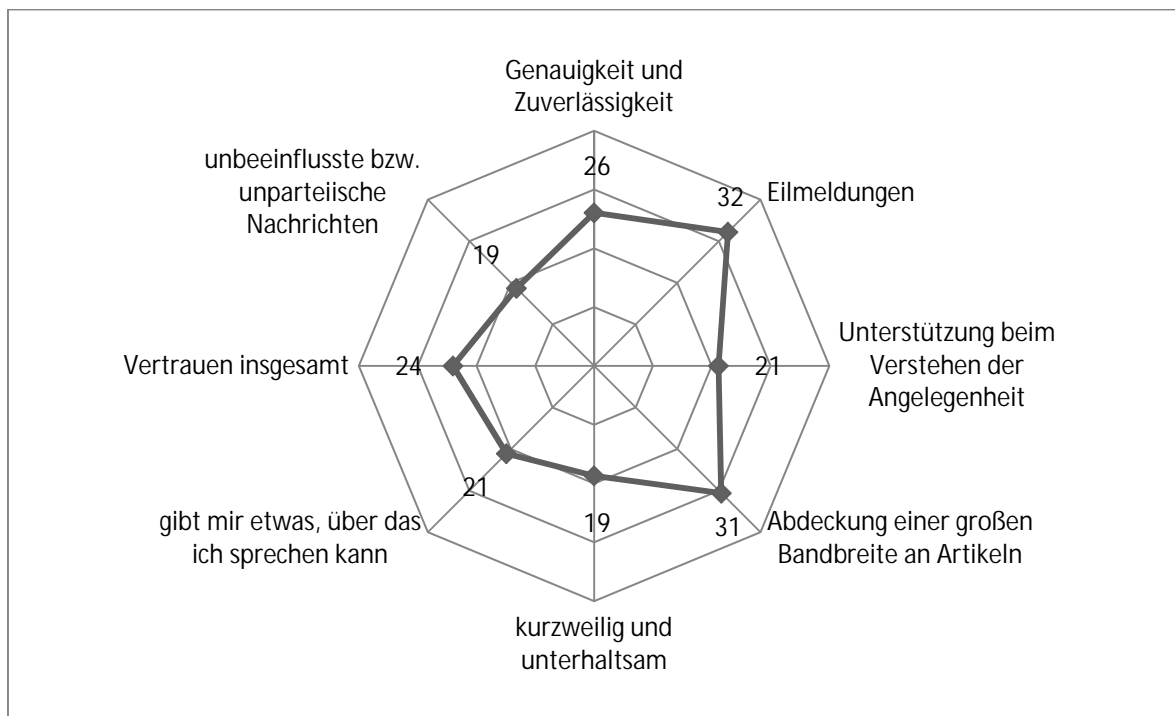 Genauigkeit und
Zuverlässigkeit
26
Eilmeldungen
32
Unterstützung beim
Verstehen der
Angelegenheit
21
Abdeckung einer großen
Bandbreite an Artikeln
31
kurzweilig und
unterhaltsam
19
gibt mir etwas, über das
ich sprechen kann
21
Vertrauen insgesamt
24
unbeeinflusste bzw.
unparteiische
Nachrichten
19